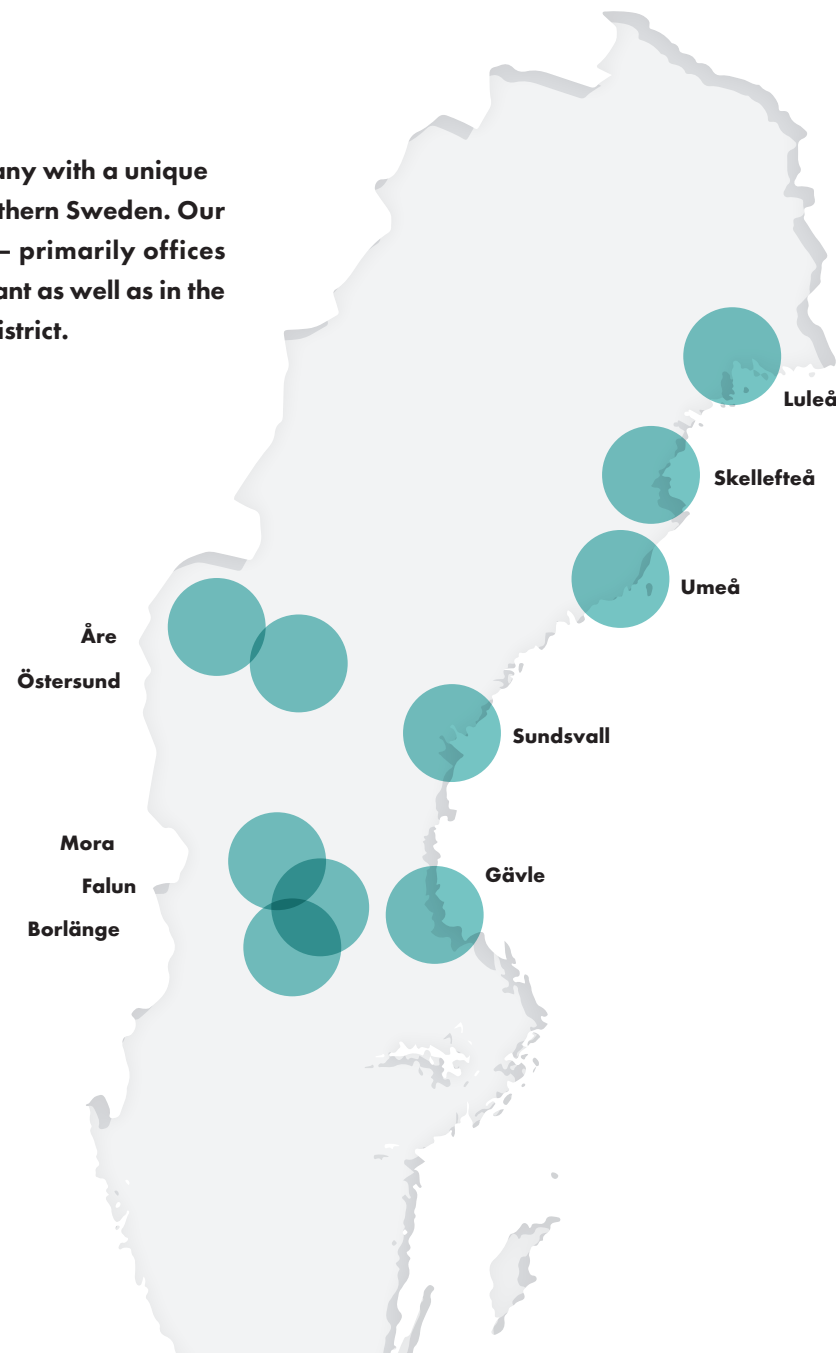 any with a unique
thern Sweden. Our
– primarily offices
ant as well as in the
istrict.
Luleå
Skellefteå
Umeå
Åre
Östersund
Sundsvall
Mora
Gävle
Falun
Borlänge